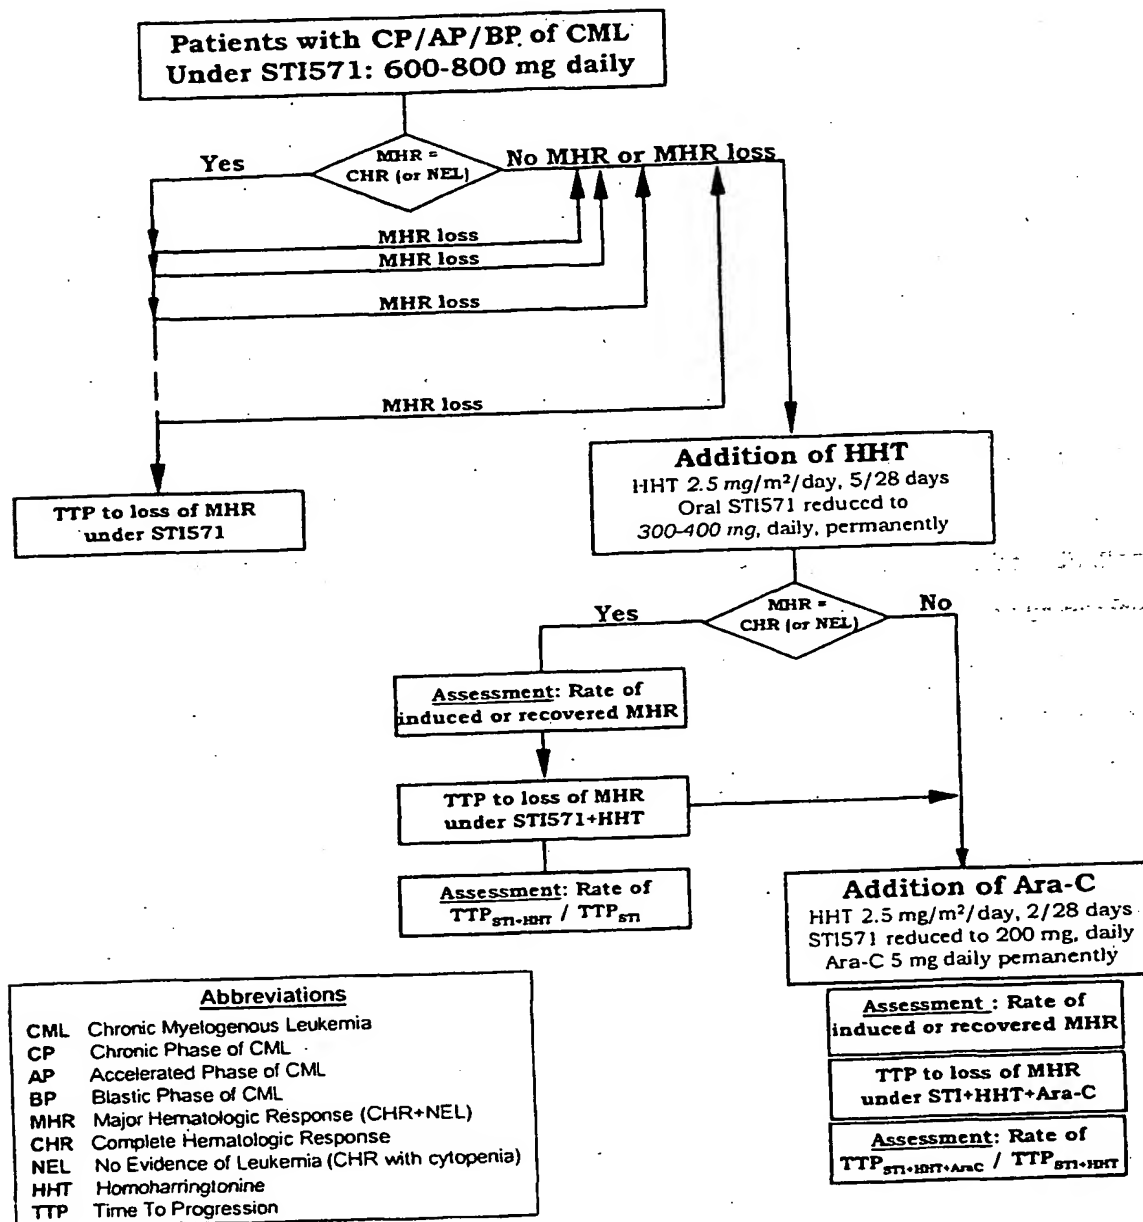 Patients with CP/AP/BP of CML
Under STI571: 600-800 mg daily
Yes
MHR =
CHR (or NEL)
No MHR or MHR loss
MHR loss
MHR loss
MHR loss
MHR loss
TTP to loss of MHR
under STI571
Addition of HHT
HHT 2.5 mg/m²/day, 5/28 days
Oral STI571 reduced to
300-400 mg, daily, permanently
Yes
MHR =
CHR (or NEL)
No
Assessment: Rate of
induced or recovered MHR
TTP to loss of MHR
under STI571+HHT
Assessment: Rate of
TTP STI+HHT / TTP STI
Addition of Ara-C
HHT 2.5 mg/m²/day, 2/28 days
STI571 reduced to 200 mg, daily
Ara-C 5 mg daily pemanently
Assessment : Rate of
induced or recovered MHR
TTP to loss of MHR
under STI+HHT+Ara-C
Assessment: Rate of
TTP STI+HHT+AraC / TTP STI+HHT
Abbreviations
CML Chronic Myelogenous Leukemia
CP Chronic Phase of CML
AP Accelerated Phase of CML
BP Blastic Phase of CML
MHR Major Hematologic Response (CHR+NEL)
CHR Complete Hematologic Response
NEL No Evidence of Leukemia (CHR with cytopenia)
HHT Homoharringtonine
TTP Time To Progression